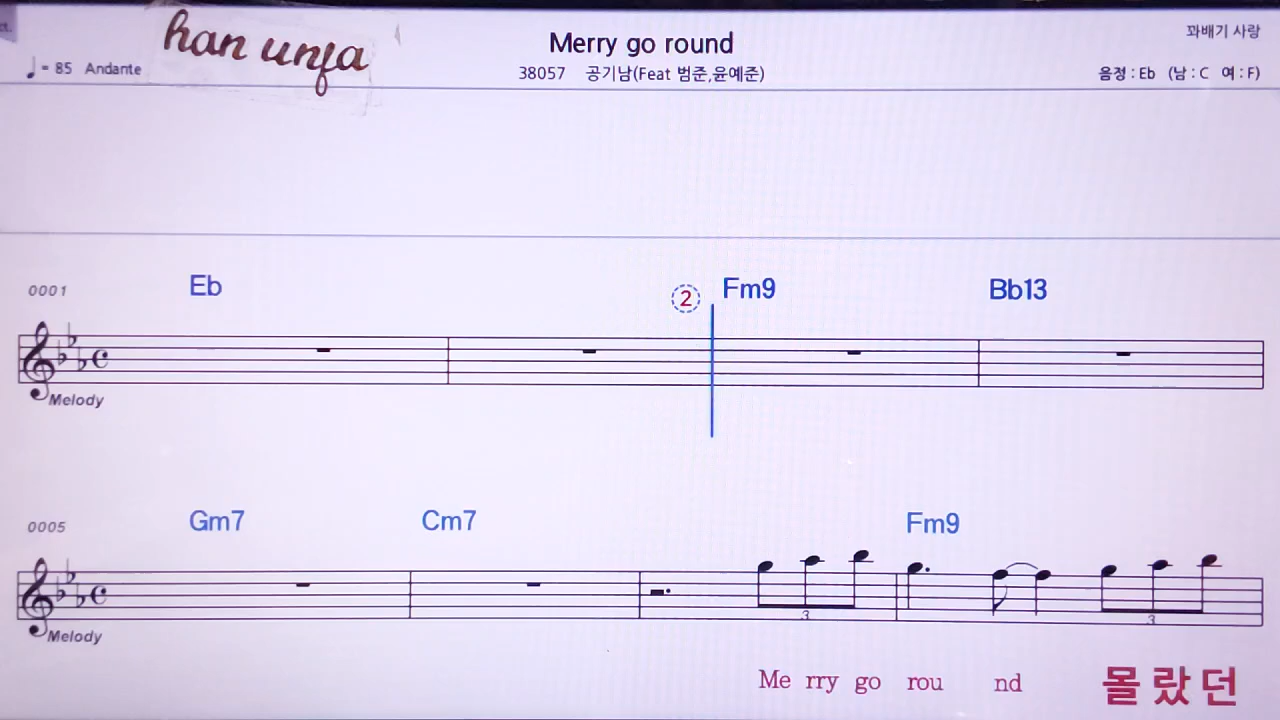 han unja
Merry go round
꽈배기 사랑
♩= 85 Andante
38057 공기남(Feat 범준,윤예준)
음정 : Eb (남 : C 여 : F)
0001 Eb ② Fm9 Bb13
Melody
0005 Gm7 Cm7 Fm9
3 3
Melody
Me rry go rou nd 몰 랐 던